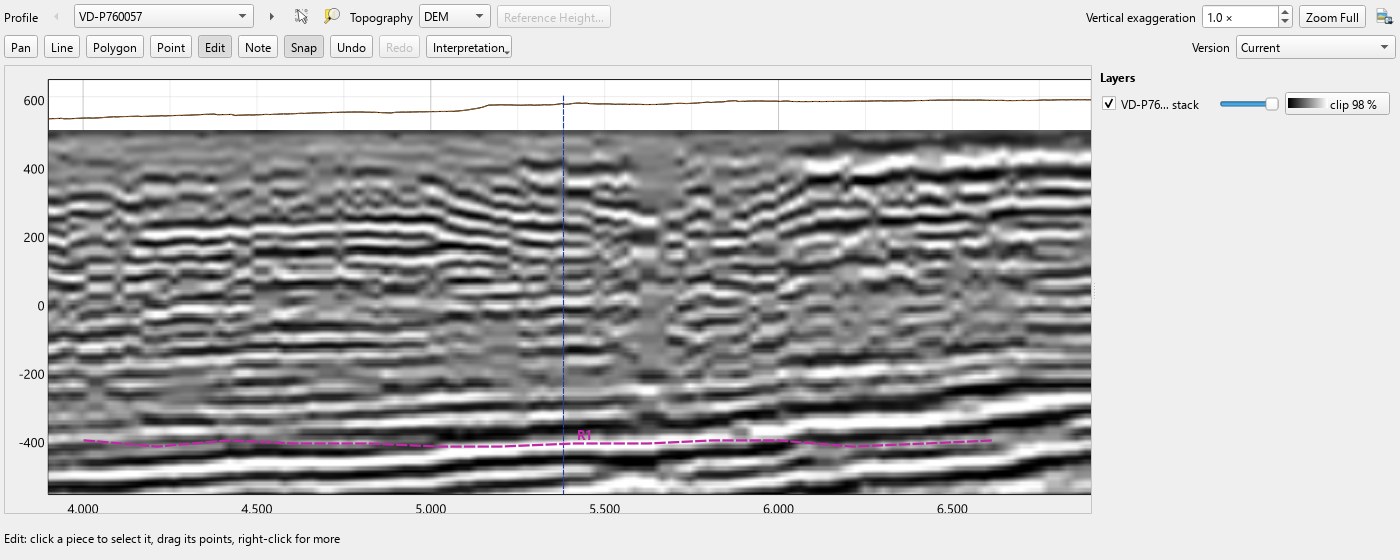 Profile VD-P760057 Topography DEM Reference Height... Vertical exaggeration 1.0 × Zoom Full
Pan Line Polygon Point Edit Note Snap Undo Redo Interpretation Version Current
Layers
VD-P76... stack clip 98 %
600
400
200
0
-200
-400
R1
4.000 4.500 5.000 5.500 6.000 6.500
Edit: click a piece to select it, drag its points, right-click for more